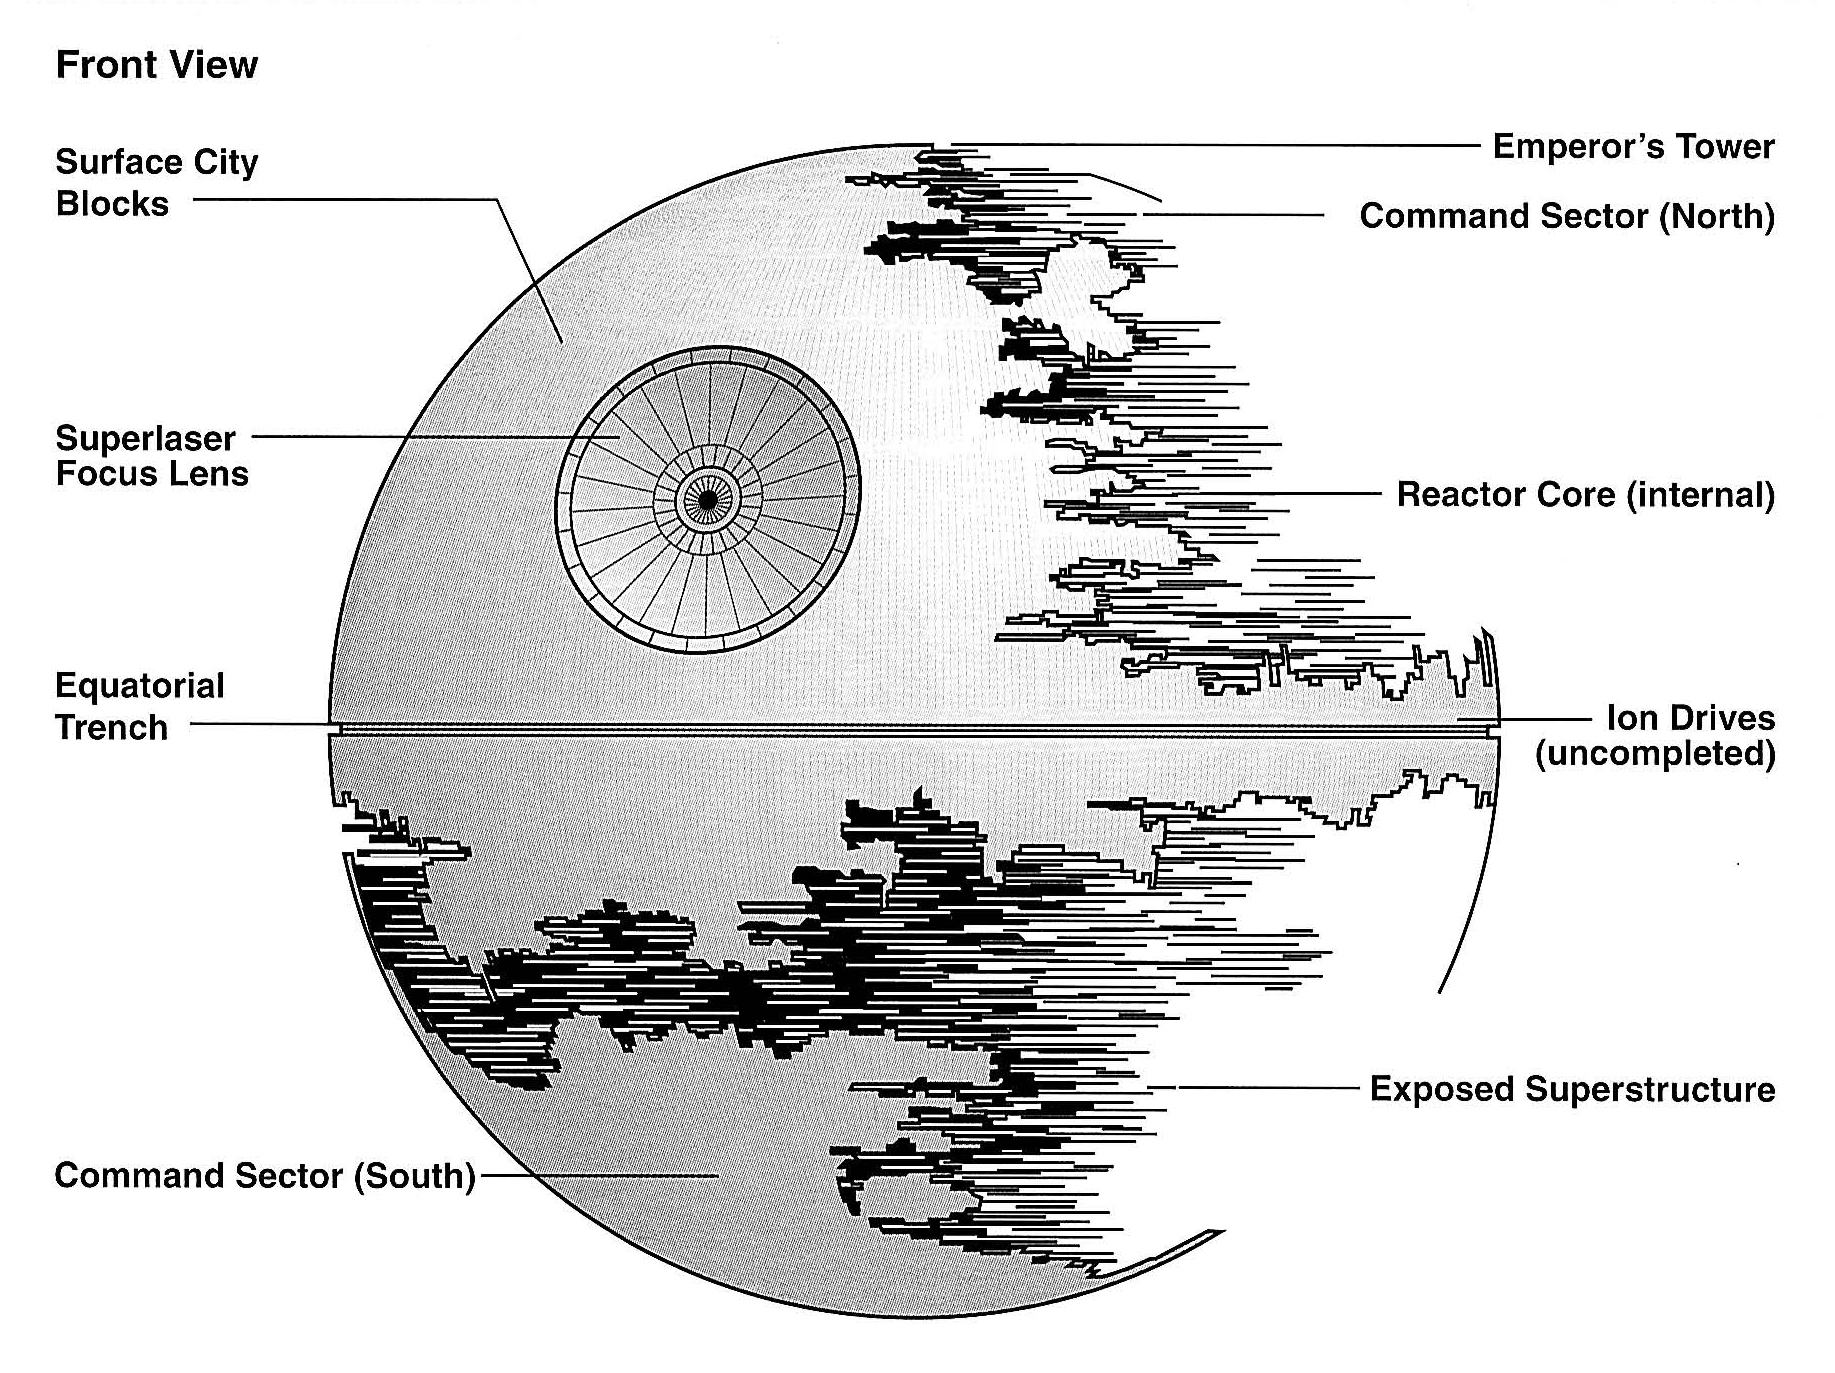 Front View
Surface City
Blocks
Superlaser
Focus Lens
Equatorial
Trench
Command Sector (South)
Emperor’s Tower
Command Sector (North)
Reactor Core (internal)
Ion Drives
(uncompleted)
Exposed Superstructure